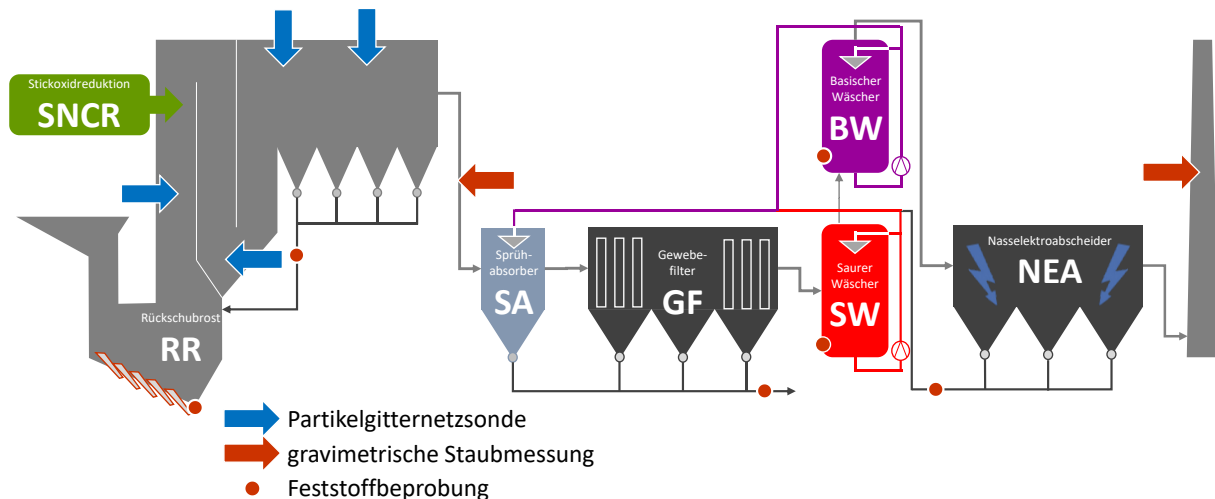 Stickoxidreduktion
SNCR
Rückschubrost
RR
Sprüh-
absorber
SA
Gewebe-
filter
GF
Basischer
Wäscher
BW
Saurer
Wäscher
SW
Nasselektroabscheider
NEA
Partikelgitternetzsonde
gravimetrische Staubmessung
Feststoffbeprobung